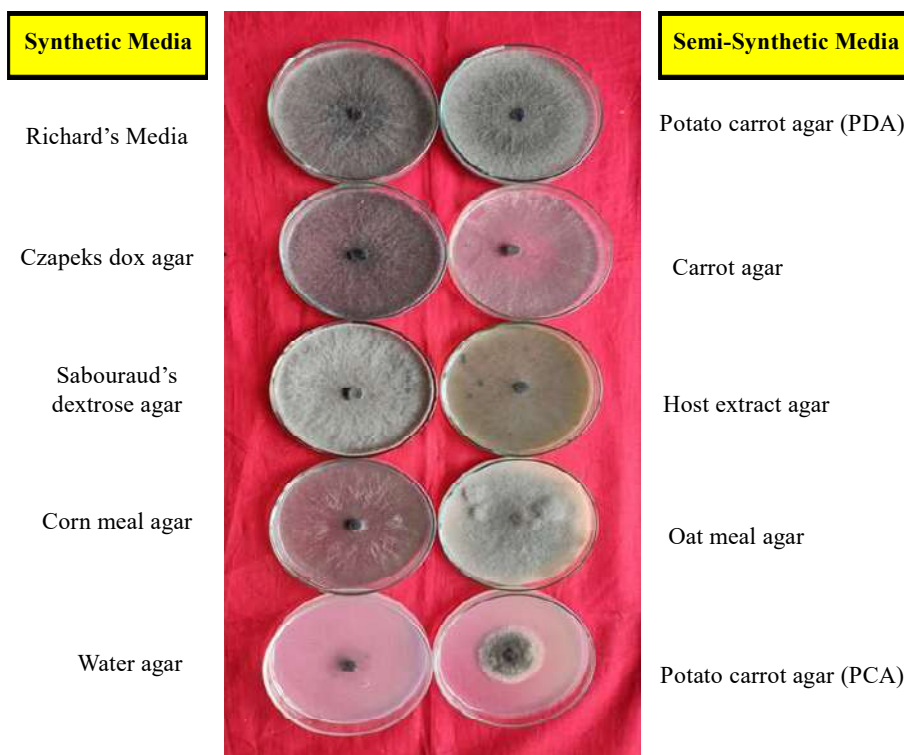 Synthetic Media
Semi-Synthetic Media
Richard’s Media
Potato carrot agar (PDA)
Czapeks dox agar
Carrot agar
Sabouraud’s
dextrose agar
Host extract agar
Corn meal agar
Oat meal agar
Water agar
Potato carrot agar (PCA)